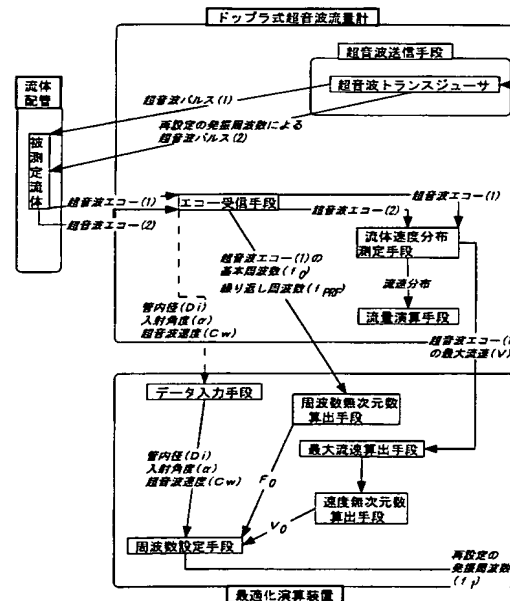 ドップラ式超音波流量計
超音波送信手段
超音波トランスジューサ
流体
配管
超音波パルス(1)
再設定の発振周波数による
超音波パルス(2)
被測定流体
超音波エコー(1)
超音波エコー(2)
エコー受信手段
超音波エコー(1)
超音波エコー(2)
流体速度分布
測定手段
超音波エコー(1)の
基本周波数(f0)
繰り返し周波数(fPRF)
流速分布
流量演算手段
管内径(Di)
入射角度(α)
超音波速度(Cw)
超音波エコー(1
の最大流速(V)
データ入力手段
周波数無次元数
算出手段
最大流速算出手段
管内径(Di)
入射角度(α)
超音波速度(Cw)
F0
速度無次元数
算出手段
V0
周波数設定手段
再設定の
発振周波数
(f1)
最適化演算装置